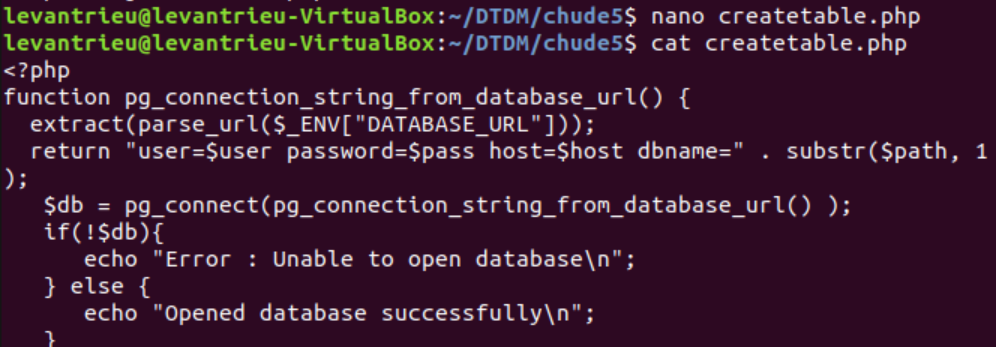 levantrieu@levantrieu-VirtualBox:~/DTDM/chude5$ nano createtable.php
levantrieu@levantrieu-VirtualBox:~/DTDM/chude5$ cat createtable.php
<?php
function pg_connection_string_from_database_url() {
  extract(parse_url($_ENV["DATABASE_URL"]));
  return "user=$user password=$pass host=$host dbname=" . substr($path, 1
);
   $db = pg_connect(pg_connection_string_from_database_url() );
   if(!$db){
      echo "Error : Unable to open database\n";
   } else {
      echo "Opened database successfully\n";
   }